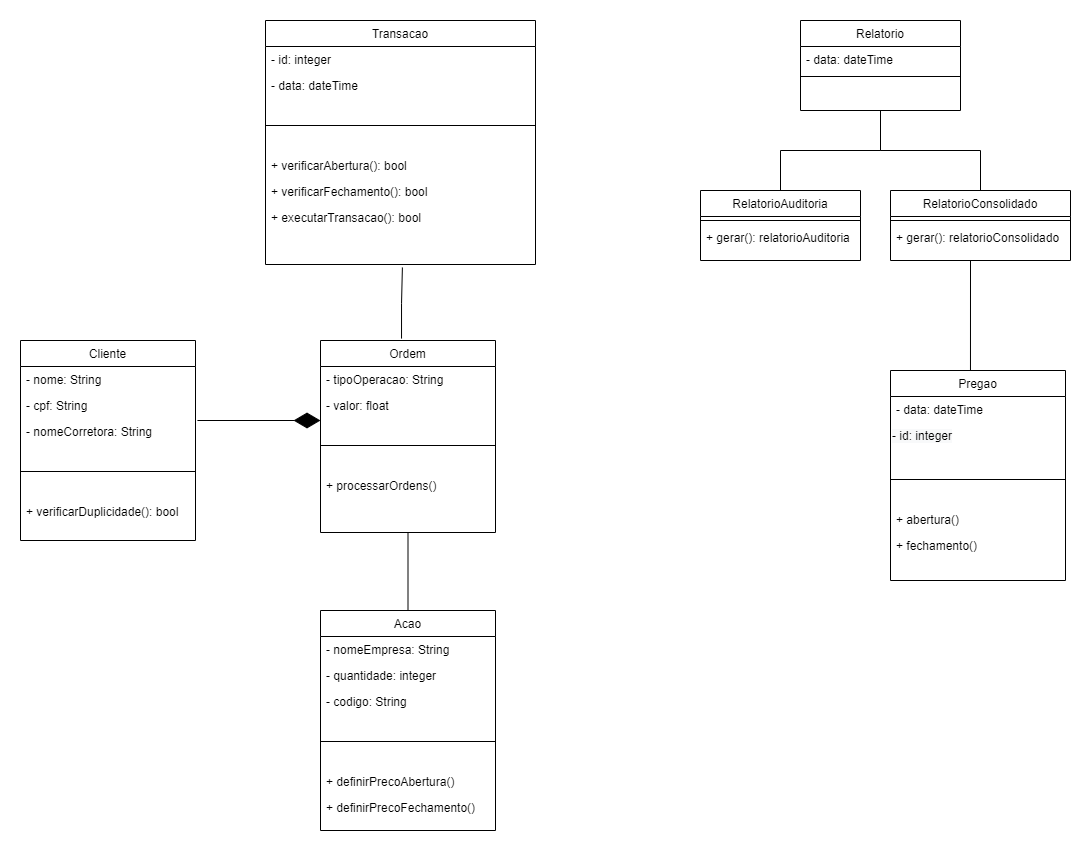 Transacao
- id: integer
- data: dateTime
+ verificarAbertura(): bool
+ verificarFechamento(): bool
+ executarTransacao(): bool
Relatorio
- data: dateTime
RelatorioAuditoria
+ gerar(): relatorioAuditoria
RelatorioConsolidado
+ gerar(): relatorioConsolidado
Cliente
- nome: String
- cpf: String
- nomeCorretora: String
+ verificarDuplicidade(): bool
Ordem
- tipoOperacao: String
- valor: float
+ processarOrdens()
Pregao
- data: dateTime
- id: integer
+ abertura()
+ fechamento()
Acao
- nomeEmpresa: String
- quantidade: integer
- codigo: String
+ definirPrecoAbertura()
+ definirPrecoFechamento()